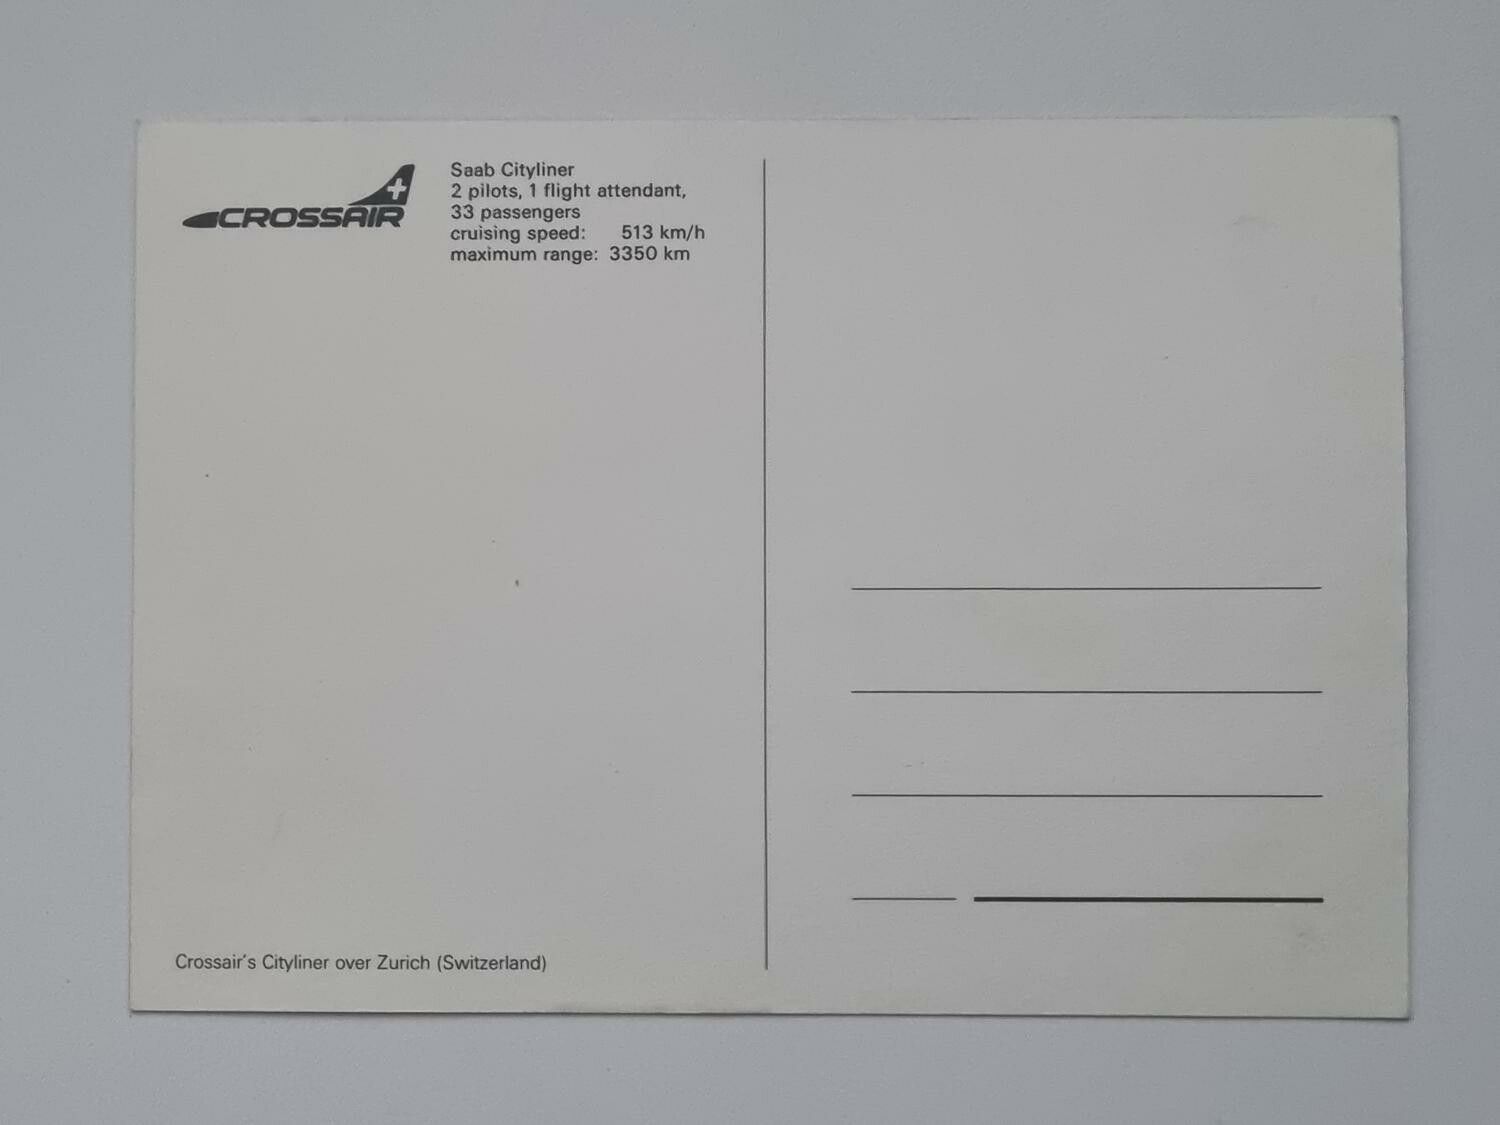 CROSSAIR
Saab Cityliner
2 pilots, 1 flight attendant,
33 passengers
cruising speed: 513 km/h
maximum range: 3350 km
Crossair's Cityliner over Zurich (Switzerland)